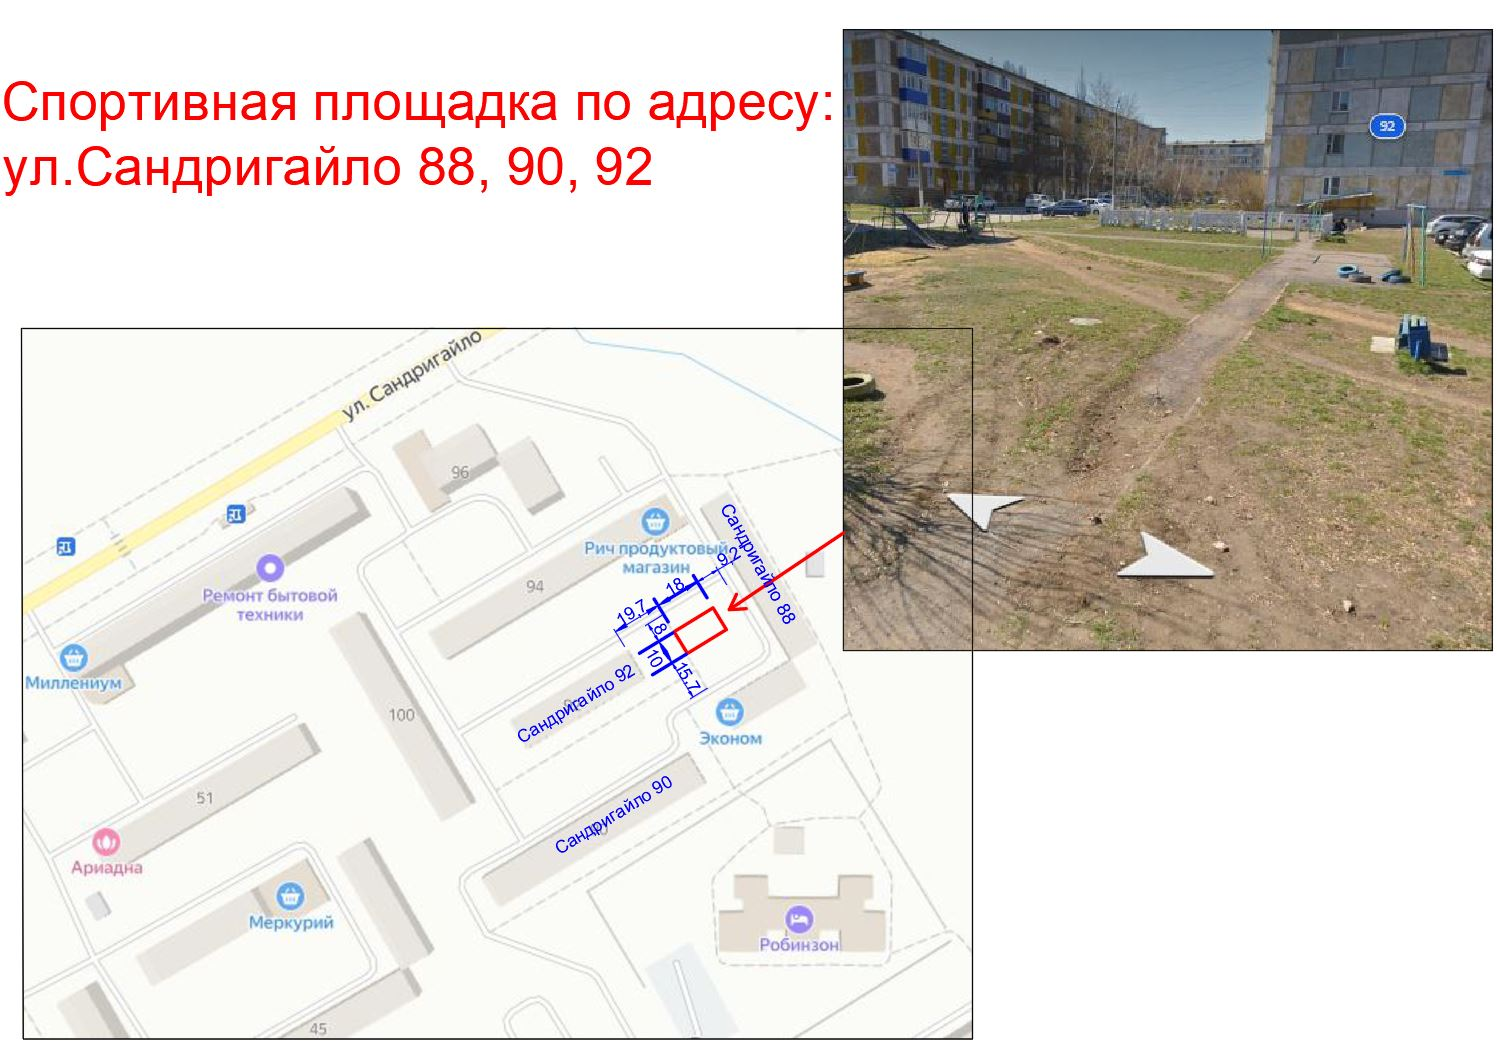 Спортивная площадка по адресу:
ул.Сандригайло 88, 90, 92
92
ул. Сандригайло
96
Рич продуктовый
магазин
94
Ремонт бытовой
техники
Миллениум
100
51
Ариадна
Меркурий
45
Эконом
Робинзон
Сандригайло 88
Сандригайло 92
Сандригайло 90
19.7
18
9.2
8
10
15.7